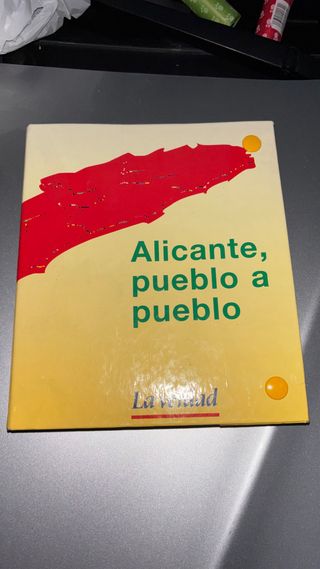 Alicante,
pueblo a
pueblo
La verdad